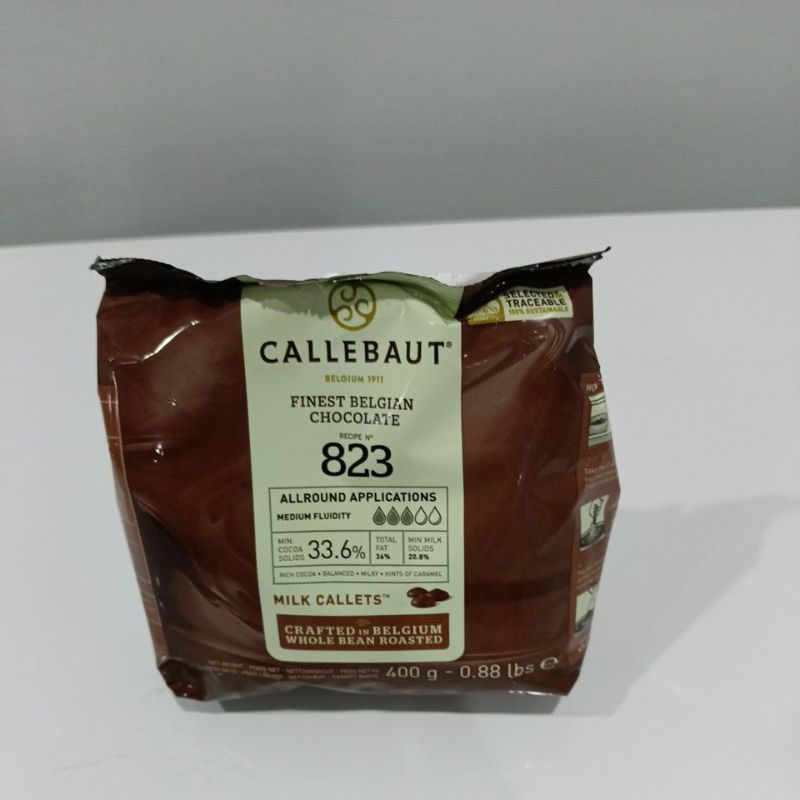 SELECTED
TRACEABLE
100% SUSTAINABLE
CALLEBAUT®
BELGIUM 1911
FINEST BELGIAN
CHOCOLATE
RECIPE N°
823
ALLROUND APPLICATIONS
MEDIUM FLUIDITY
MIN.
COCOA
SOLIDS
33.6%
TOTAL
FAT
36%
MIN MILK
SOLIDS
20.8%
RICH COCOA • BALANCED • MILKY • HINTS OF CARAMEL
MILK CALLETS™
CRAFTED IN BELGIUM
WHOLE BEAN ROASTED
400 g - 0.88 lbs e